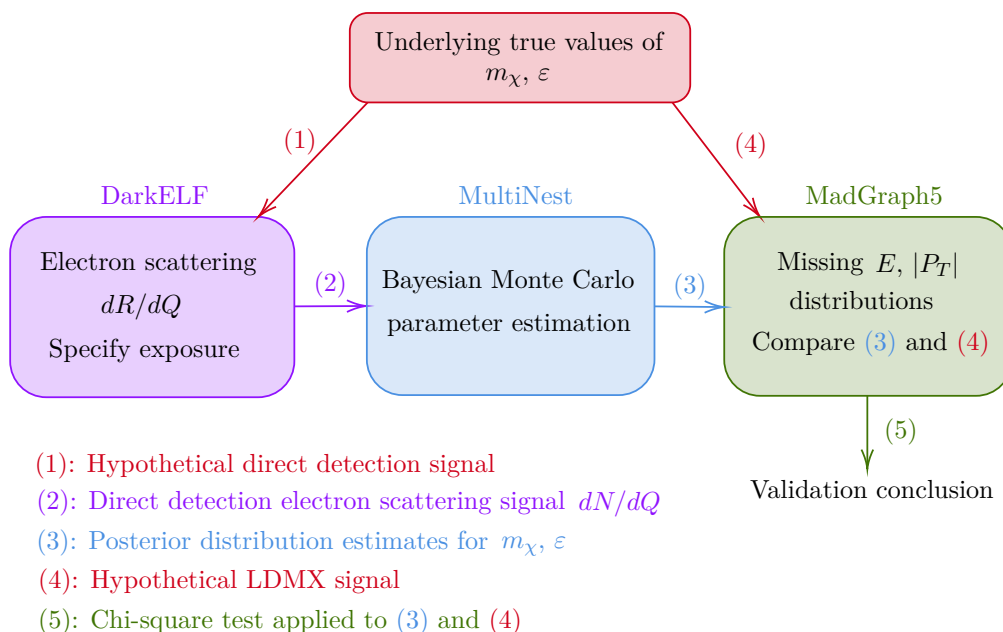 Underlying true values of
mχ, ε
(1)
(4)
DarkELF
MultiNest
MadGraph5
Electron scattering
dR/dQ
Specify exposure
(2)
Bayesian Monte Carlo
parameter estimation
(3)
Missing E, |P_T|
distributions
Compare (3) and (4)
(5)
Validation conclusion
(1): Hypothetical direct detection signal
(2): Direct detection electron scattering signal dN/dQ
(3): Posterior distribution estimates for mχ, ε
(4): Hypothetical LDMX signal
(5): Chi-square test applied to (3) and (4)